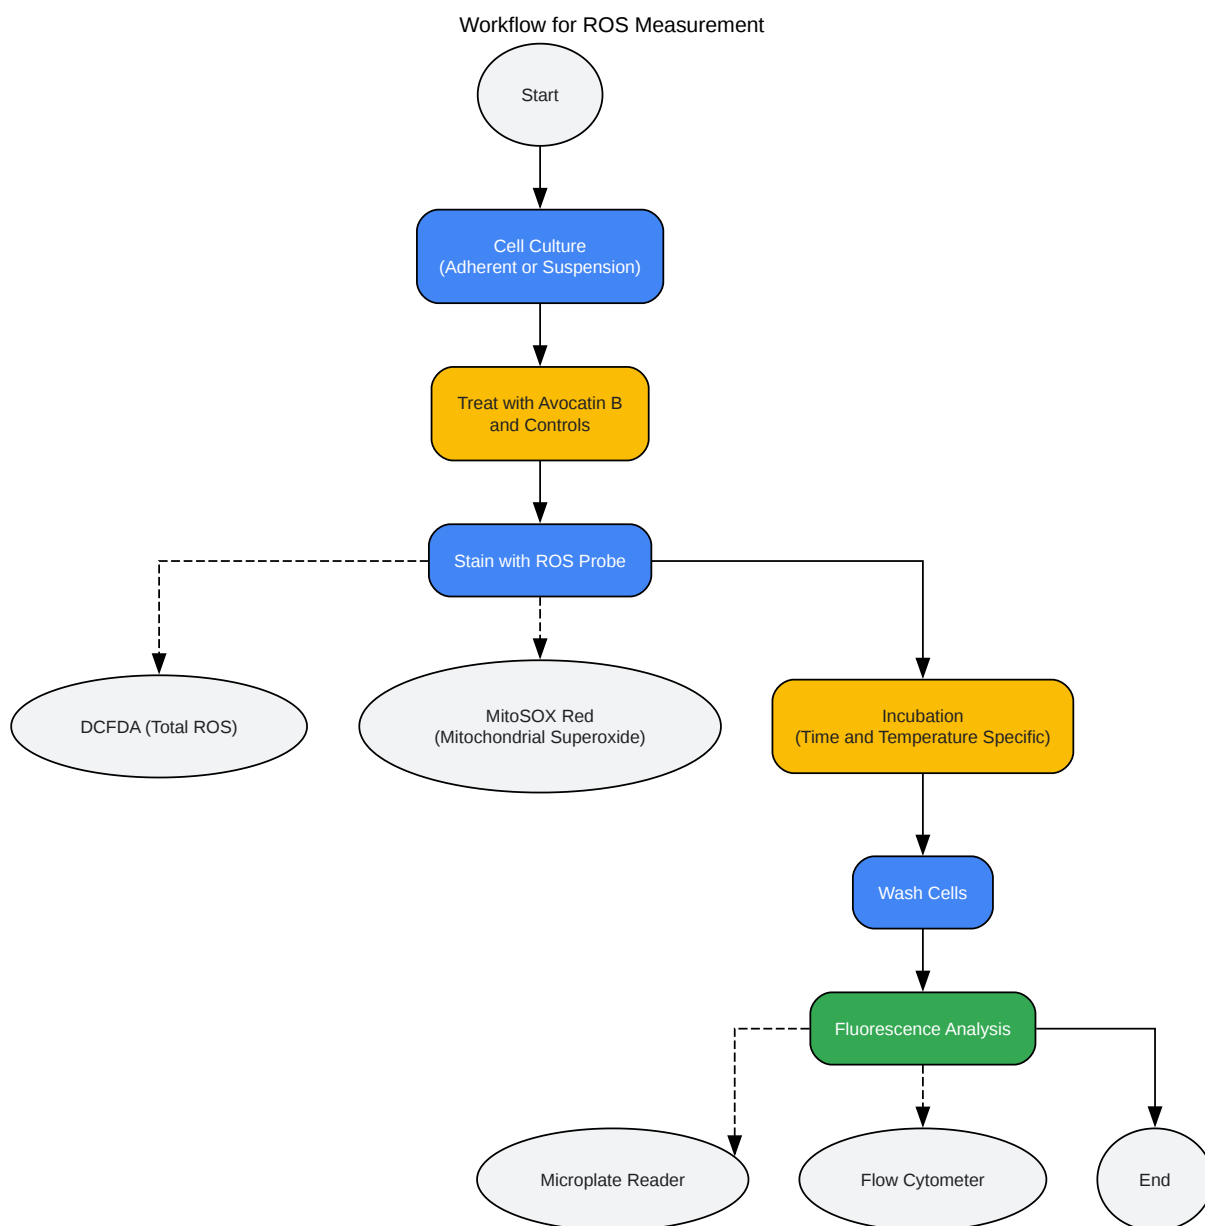 Workflow for ROS Measurement
Start
Cell Culture
(Adherent or Suspension)
Treat with Avocatin B
and Controls
Stain with ROS Probe
DCFDA (Total ROS)
MitoSOX Red
(Mitochondrial Superoxide)
Incubation
(Time and Temperature Specific)
Wash Cells
Fluorescence Analysis
Microplate Reader
Flow Cytometer
End